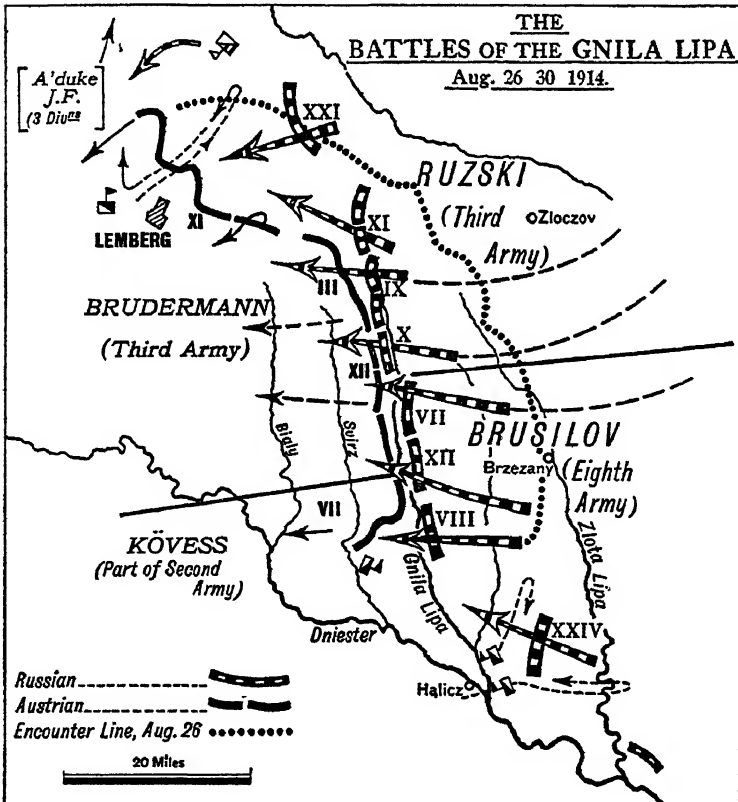 THE
BATTLES OF THE GNILA LIPA
Aug. 26 30 1914.
A'duke
J.F.
(3 Divns
XXI
RUZSKI
(Third
Army)
Zloczov
XI
XI
LEMBERG
III
IX
BRUDERMANN
(Third Army)
X
XII
VII
BRUSILOV
(Eighth
Army)
Brzezany
XII
Bialy
Swirz
VII
VIII
KÖVESS
(Part of Second
Army)
Gnila Lipa
Zlota Lipa
Dniester
XXIV
Halicz
Russian
Austrian
Encounter Line, Aug. 26
20 Miles